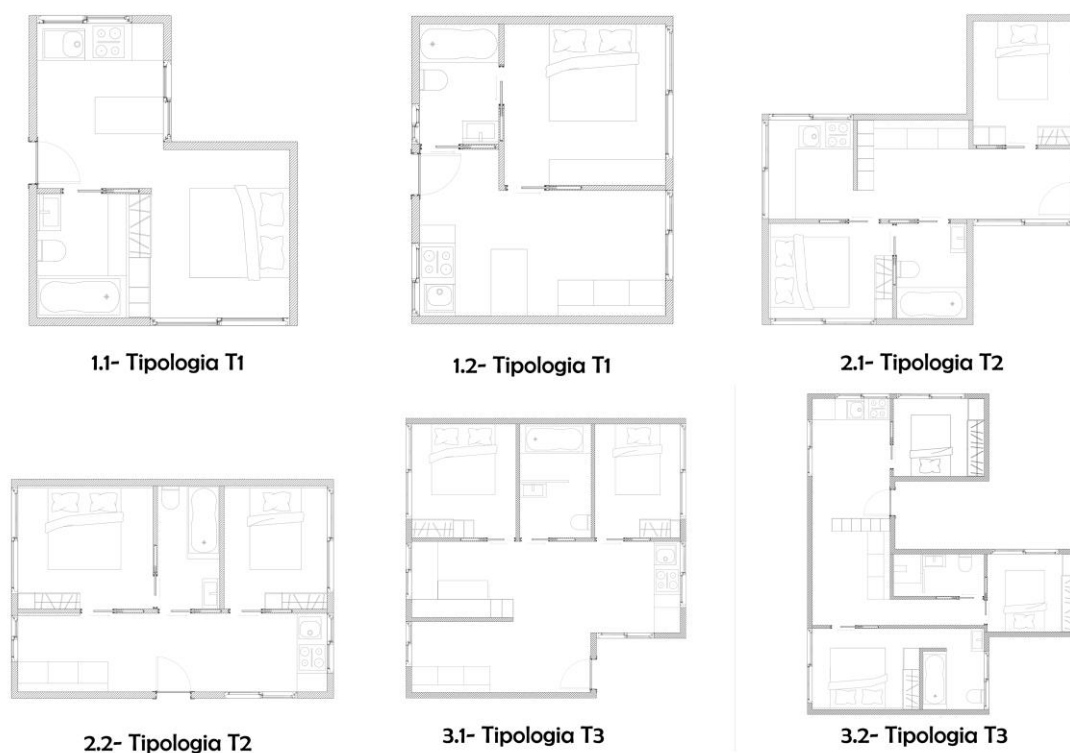 1.1- Tipologia T1
1.2- Tipologia T1
2.1- Tipologia T2
2.2- Tipologia T2
3.1- Tipologia T3
3.2- Tipologia T3